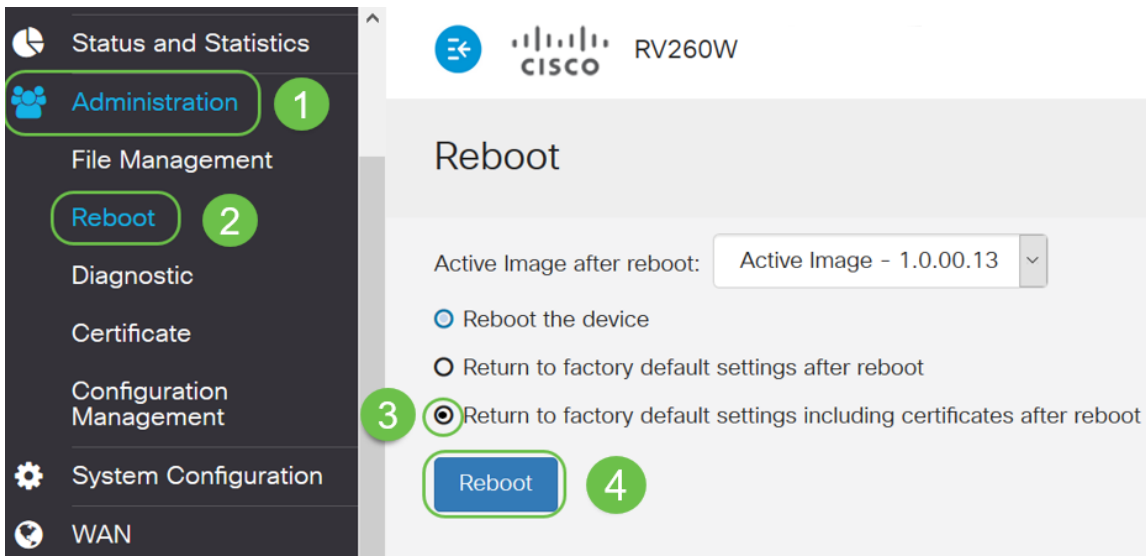 Status and Statistics
Administration
1
File Management
Reboot
2
Diagnostic
Certificate
Configuration
Management
System Configuration
WAN
CISCO
RV260W
Reboot
Active Image after reboot:
Active Image - 1.0.00.13
Reboot the device
Return to factory default settings after reboot
3
Return to factory default settings including certificates after reboot
Reboot
4